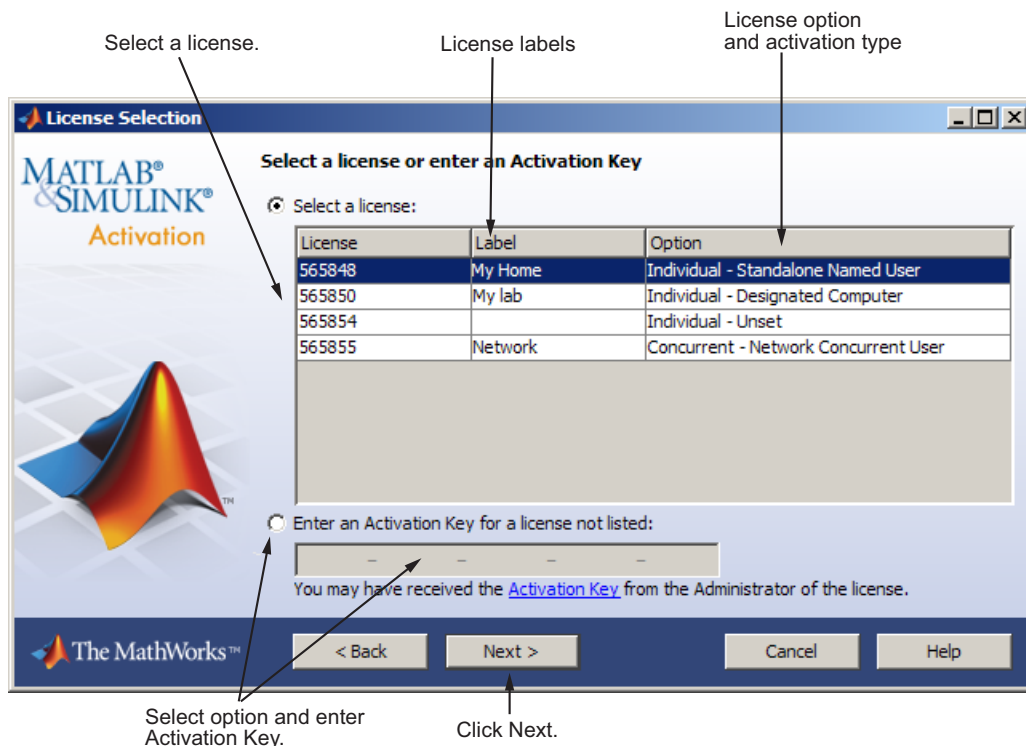 Select a license.
License labels
License option
and activation type
License Selection
MATLAB®
&SIMULINK®
Activation
Select a license or enter an Activation Key
Select a license:
License Label Option
565848 My Home Individual - Standalone Named User
565850 My lab Individual - Designated Computer
565854 Individual - Unset
565855 Network Concurrent - Network Concurrent User
TM
Enter an Activation Key for a license not listed:
– – – –
You may have received the Activation Key from the Administrator of the license.
The MathWorks™
< Back
Next >
Cancel
Help
Select option and enter
Activation Key.
Click Next.